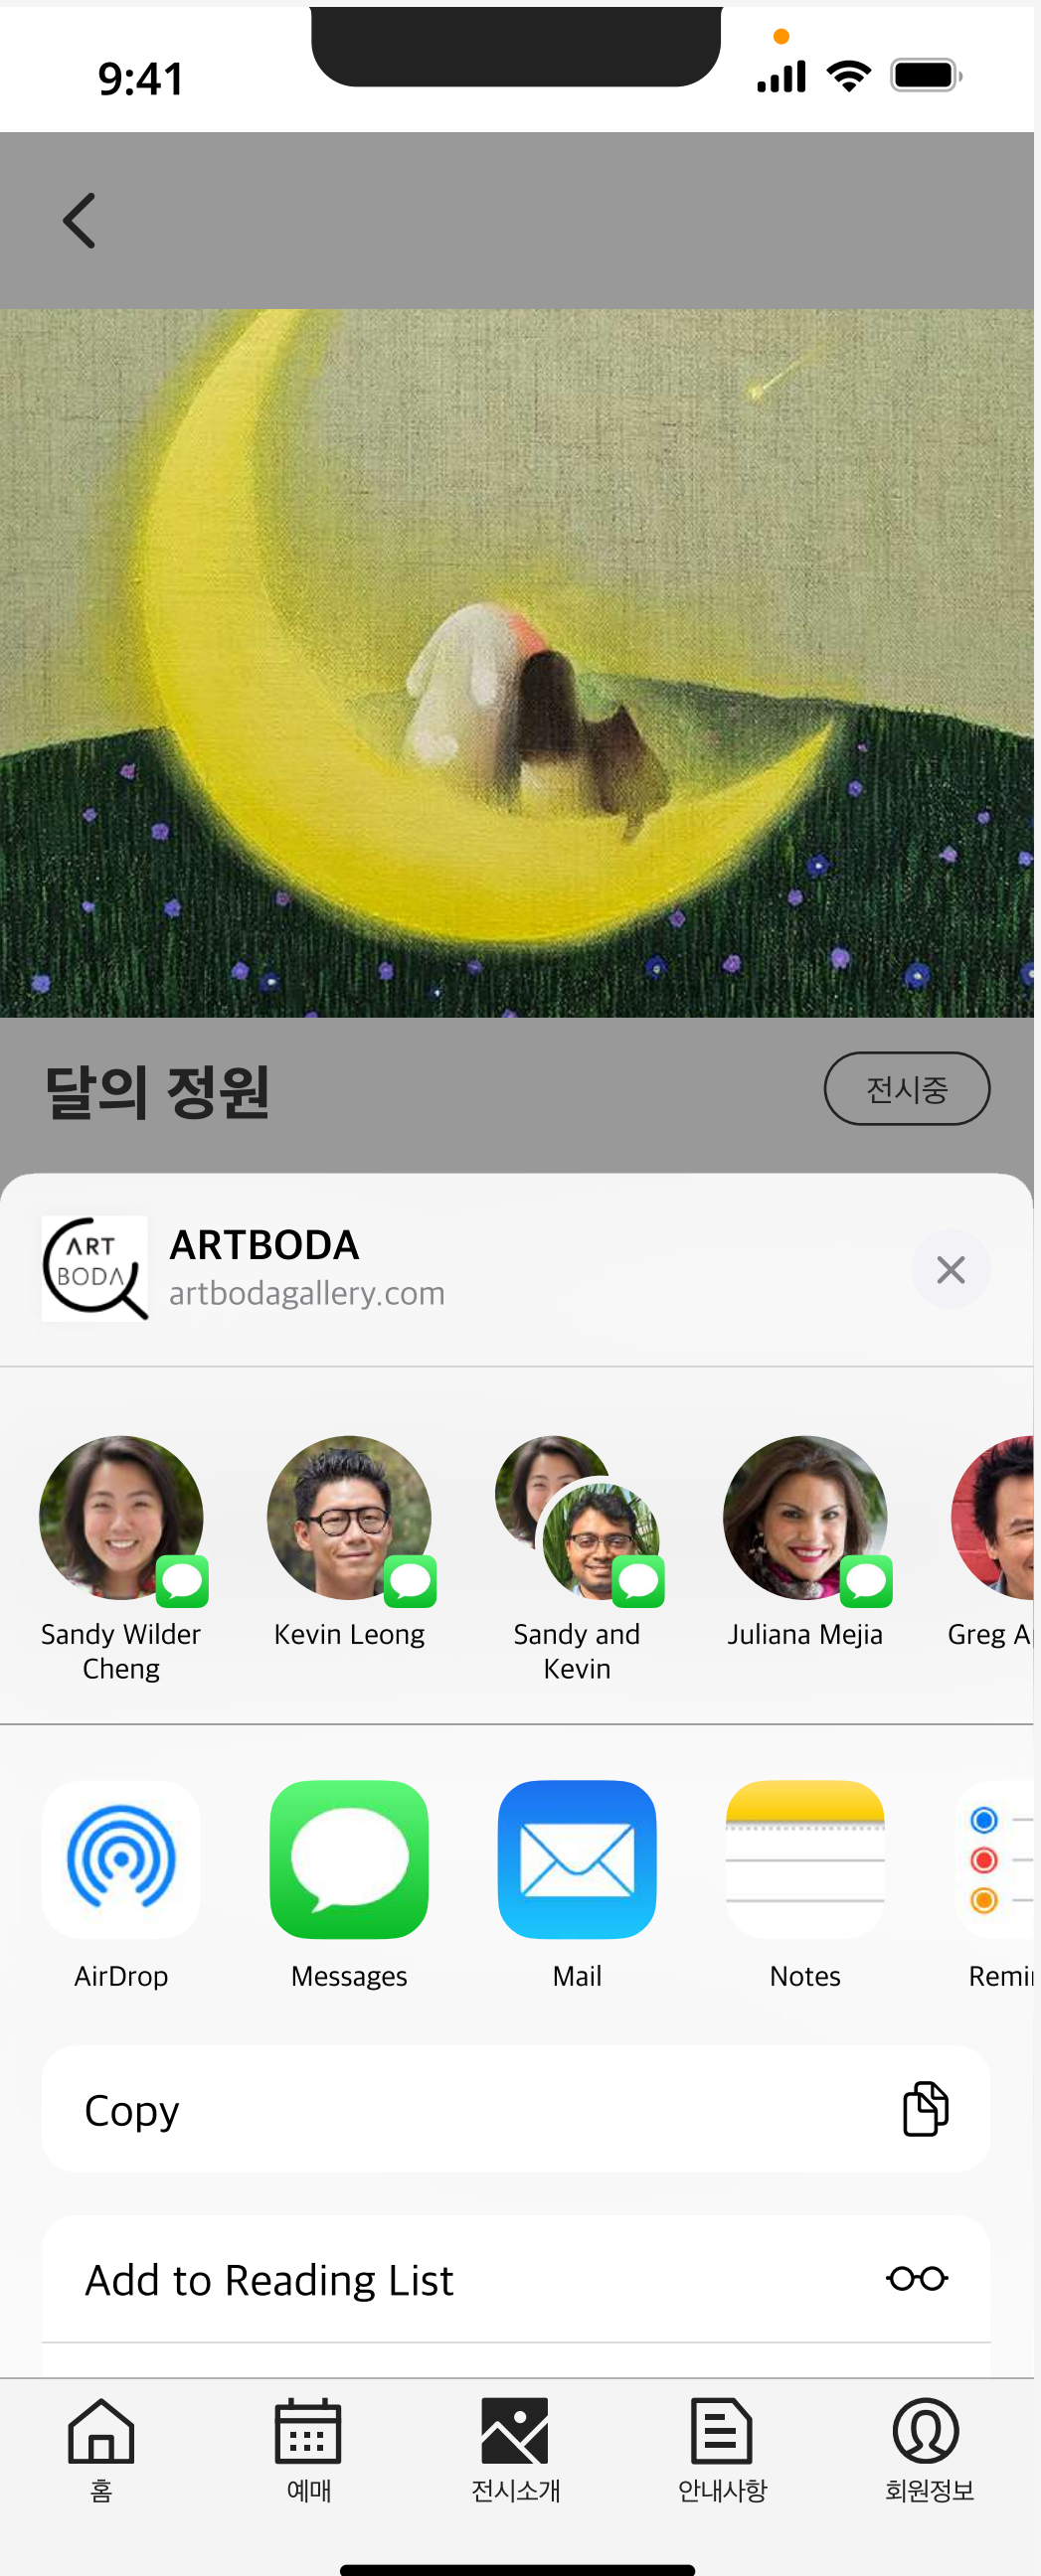 9:41
달의 정원
전시중
ART
BODA
ARTBODA
artbodagallery.com
Sandy Wilder
Cheng
Kevin Leong
Sandy and
Kevin
Juliana Mejia
Greg
AirDrop
Messages
Mail
Notes
Copy
Add to Reading List
홈
예매
전시소개
안내사항
회원정보